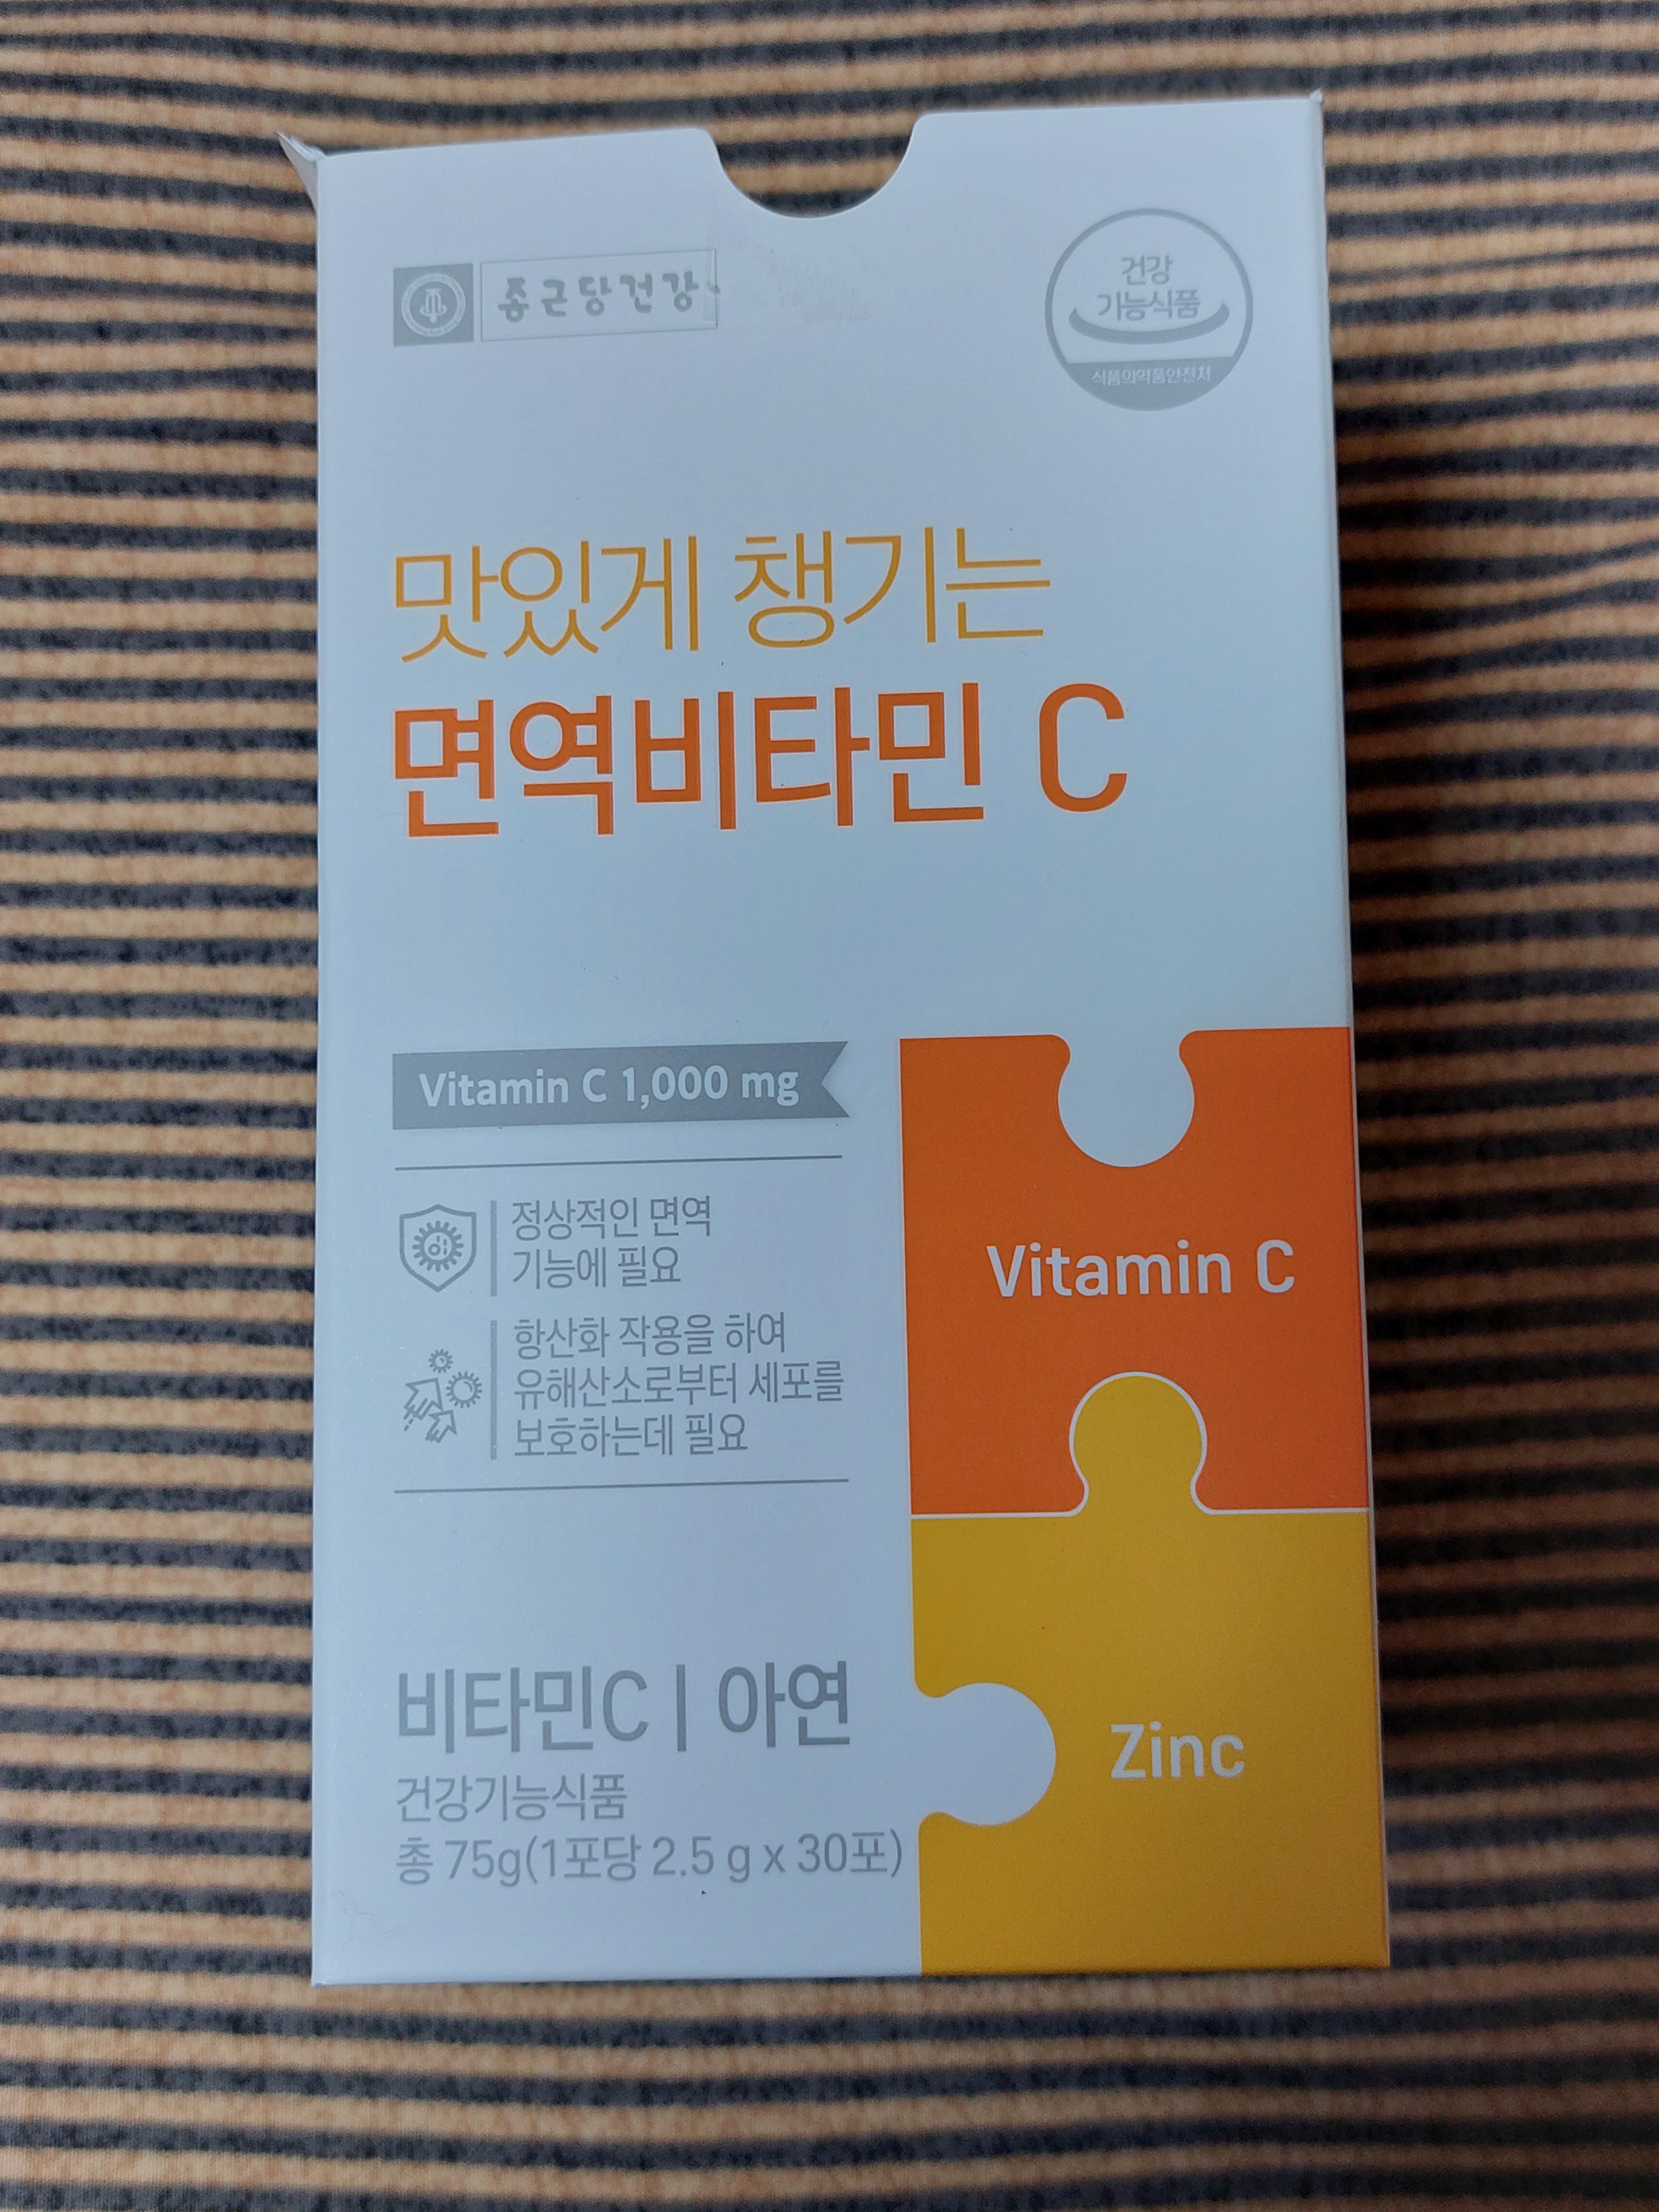 종근당건강
건강
기능식품
식품의약품안전처
맛있게 챙기는
면역비타민 C
Vitamin C 1,000 mg
정상적인 면역
기능에 필요
항산화 작용을 하여
유해산소로부터 세포를
보호하는데 필요
Vitamin C
Zinc
비타민C | 아연
건강기능식품
총 75g(1포당 2.5 g x 30포)